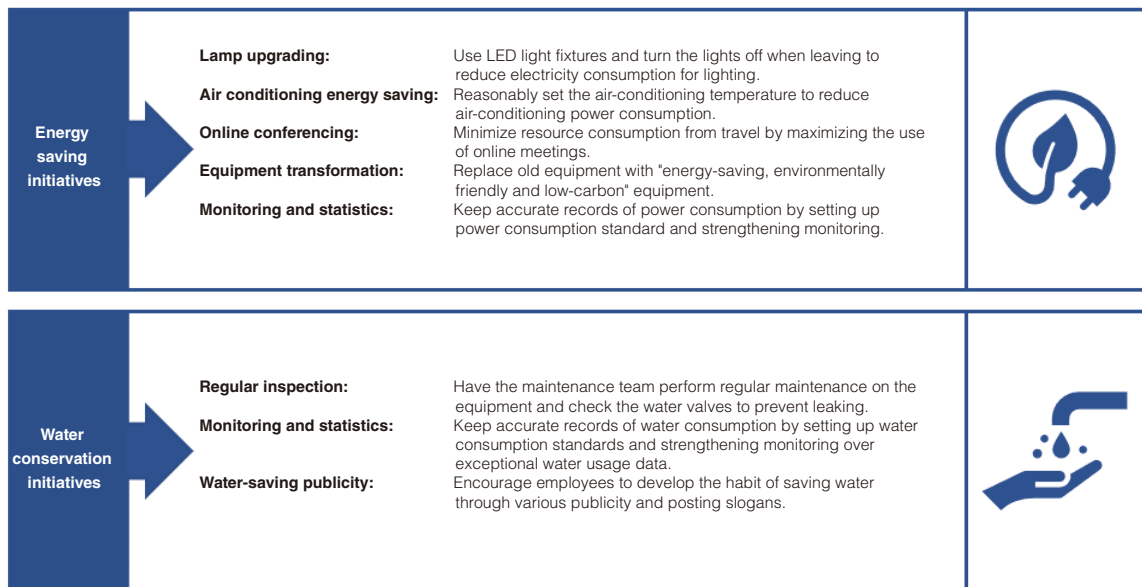 Energy
saving
initiatives
Lamp upgrading: Use LED light fixtures and turn the lights off when leaving to
reduce electricity consumption for lighting.
Air conditioning energy saving: Reasonably set the air-conditioning temperature to reduce
air-conditioning power consumption.
Online conferencing: Minimize resource consumption from travel by maximizing the use
of online meetings.
Equipment transformation: Replace old equipment with "energy-saving, environmentally
friendly and low-carbon" equipment.
Monitoring and statistics: Keep accurate records of power consumption by setting up
power consumption standard and strengthening monitoring.
Water
conservation
initiatives
Regular inspection: Have the maintenance team perform regular maintenance on the
equipment and check the water valves to prevent leaking.
Monitoring and statistics: Keep accurate records of water consumption by setting up water
consumption standards and strengthening monitoring over
exceptional water usage data.
Water-saving publicity: Encourage employees to develop the habit of saving water
through various publicity and posting slogans.